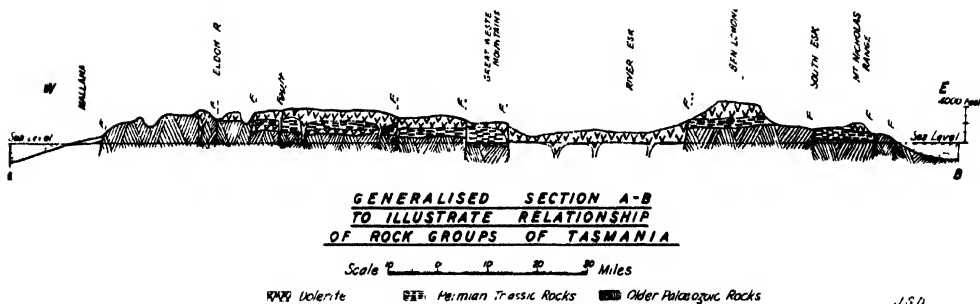 W
MALLANA
ELDON R
GREAT WESTE
MOUNTAINS
RIVER ESK
BEN LOMOND
SOUTH ESK
MT NICHOLAS
RANGE
E
4000
Sea Level
Sea Level
A
B
GENERALISED SECTION A-B
TO ILLUSTRATE RELATIONSHIP
OF ROCK GROUPS OF TASMANIA
Scale 10 0 10 20 30 Miles
Dolerite Permian Triassic Rocks Older Palaeozoic Rocks